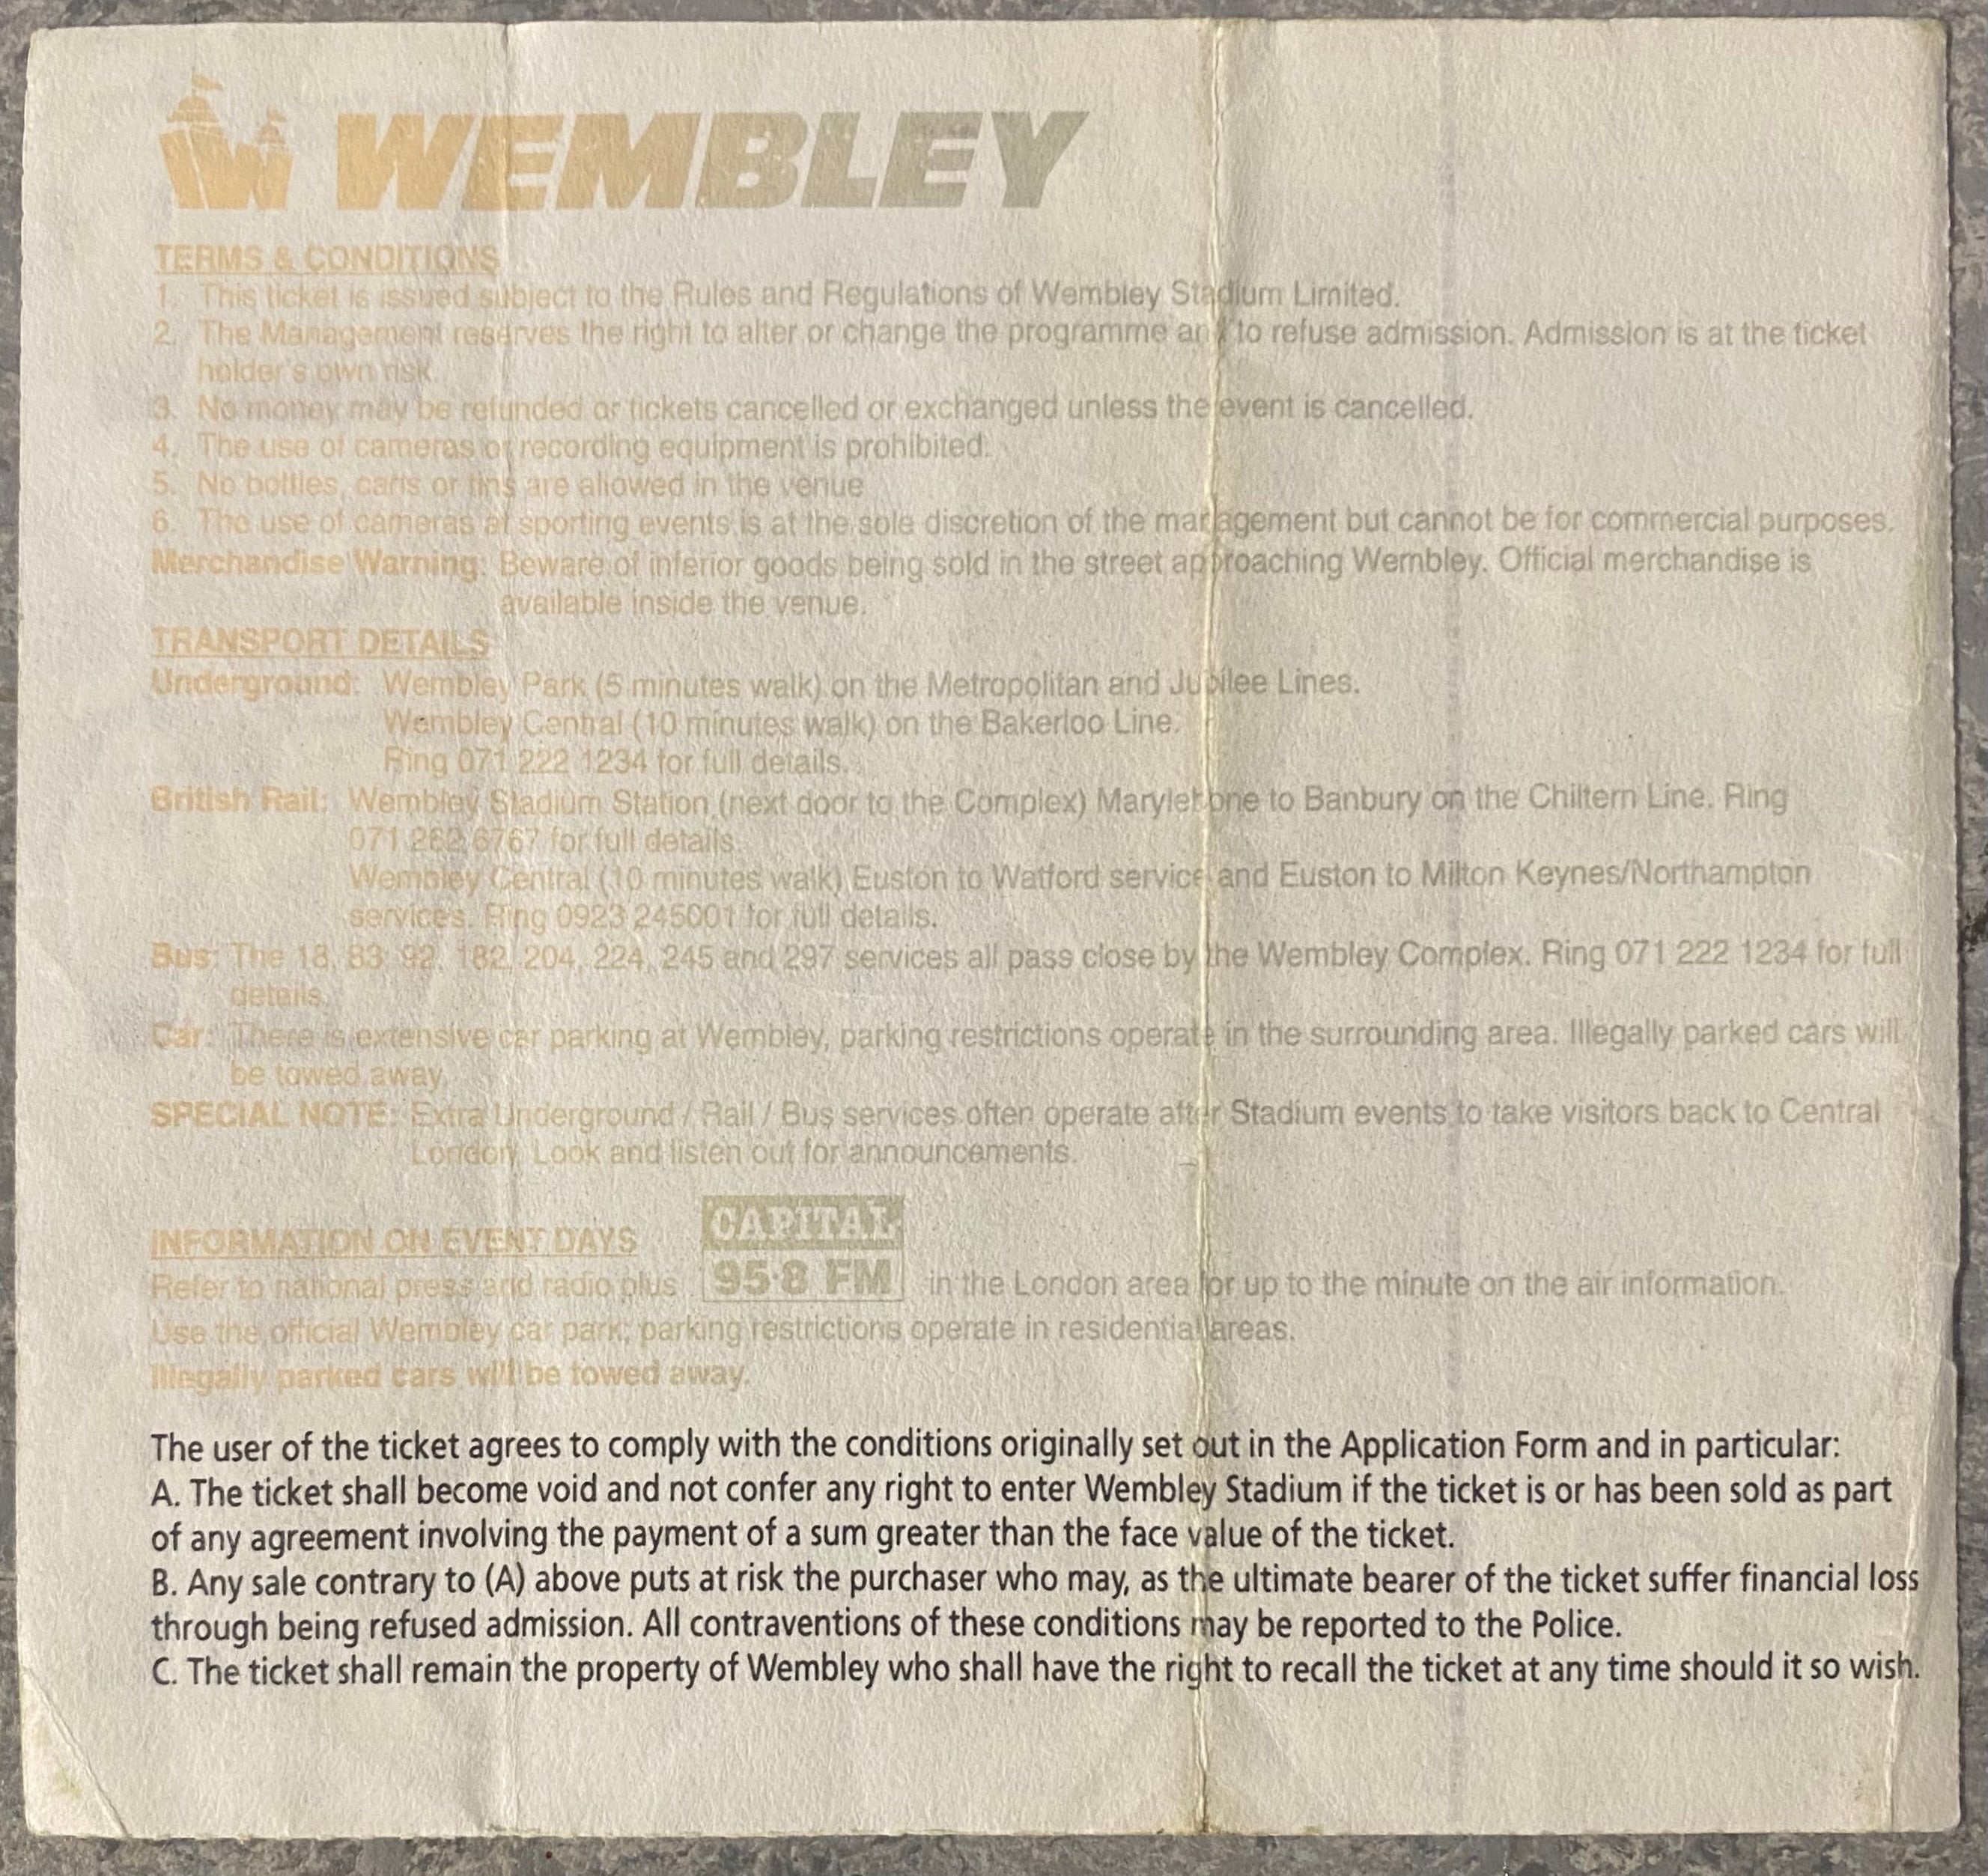 WEMBLEY
TERMS & CONDITIONS
1. This ticket is issued subject to the Rules and Regulations of Wembley Stadium Limited.
2. The Management reserves the right to alter or change the programme and to refuse admission. Admission is at the ticket
holder's own risk.
3. No money may be refunded or tickets cancelled or exchanged unless the event is cancelled.
4. The use of cameras or recording equipment is prohibited.
5. No bottles, cans or tins are allowed in the venue
6. The use of cameras at sporting events is at the sole discretion of the management but cannot be for commercial purposes.
Merchandise Warning: Beware of inferior goods being sold in the street approaching Wembley. Official merchandise is
available inside the venue.
TRANSPORT DETAILS
Underground: Wembley Park (5 minutes walk) on the Metropolitan and Jubilee Lines.
Wembley Central (10 minutes walk) on the Bakerloo Line.
Ring 071 222 1234 for full details.
British Rail: Wembley Stadium Station (next door to the Complex) Marylebone to Banbury on the Chiltern Line. Ring
071 262 6767 for full details.
Wembley Central (10 minutes walk) Euston to Watford service and Euston to Milton Keynes/Northampton
services. Ring 0923 245001 for full details.
Bus: The 18, 83, 92, 182, 204, 224, 245 and 297 services all pass close by the Wembley Complex. Ring 071 222 1234 for full
details.
Car: There is extensive car parking at Wembley, parking restrictions operate in the surrounding area. Illegally parked cars will
be towed away.
SPECIAL NOTE: Extra Underground / Rail / Bus services often operate after Stadium events to take visitors back to Central
London. Look and listen out for announcements.
INFORMATION ON EVENT DAYS
Refer to national press and radio plus CAPITAL 95·8 FM in the London area for up to the minute on the air information.
Use the official Wembley car park; parking restrictions operate in residential areas.
Illegally parked cars will be towed away.
The user of the ticket agrees to comply with the conditions originally set out in the Application Form and in particular:
A. The ticket shall become void and not confer any right to enter Wembley Stadium if the ticket is or has been sold as part
of any agreement involving the payment of a sum greater than the face value of the ticket.
B. Any sale contrary to (A) above puts at risk the purchaser who may, as the ultimate bearer of the ticket suffer financial loss
through being refused admission. All contraventions of these conditions may be reported to the Police.
C. The ticket shall remain the property of Wembley who shall have the right to recall the ticket at any time should it so wish.